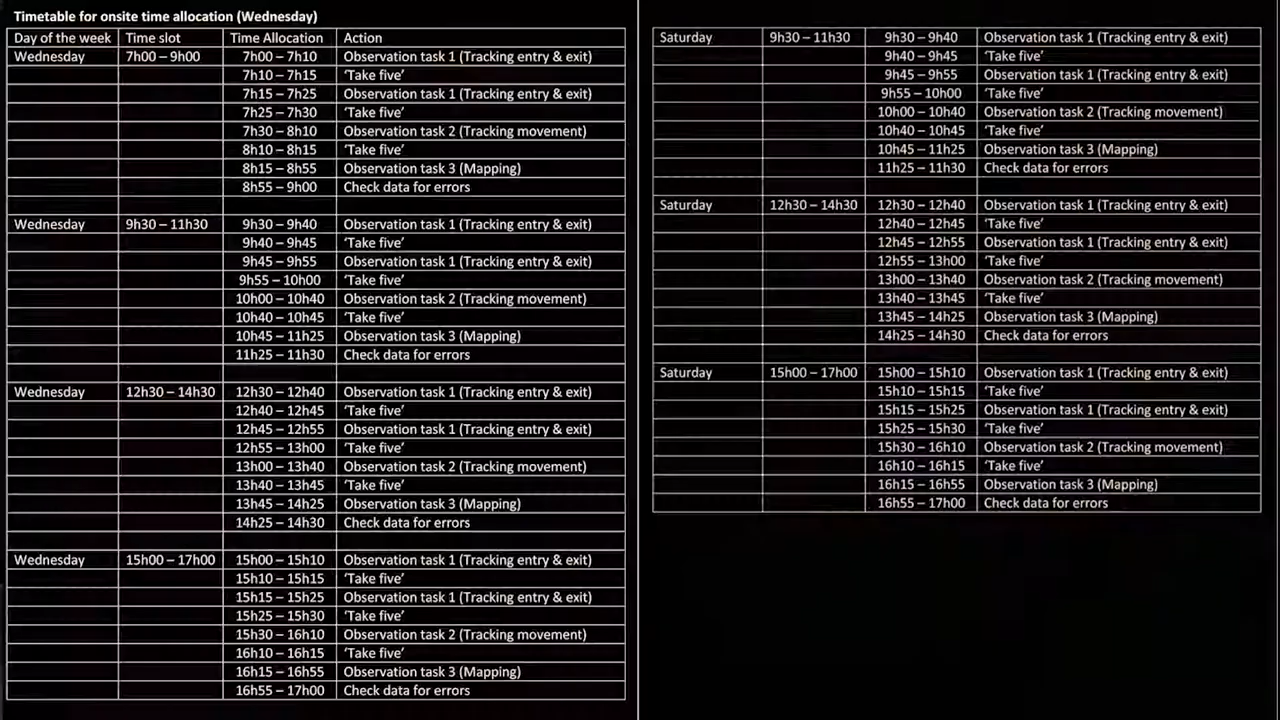 Timetable for onsite time allocation (Wednesday)
Day of the week Time slot Time Allocation Action
Wednesday 7h00 – 9h00 7h00 – 7h10 Observation task 1 (Tracking entry & exit)
7h10 – 7h15 'Take five'
7h15 – 7h25 Observation task 1 (Tracking entry & exit)
7h25 – 7h30 'Take five'
7h30 – 8h10 Observation task 2 (Tracking movement)
8h10 – 8h15 'Take five'
8h15 – 8h55 Observation task 3 (Mapping)
8h55 – 9h00 Check data for errors
Wednesday 9h30 – 11h30 9h30 – 9h40 Observation task 1 (Tracking entry & exit)
9h40 – 9h45 'Take five'
9h45 – 9h55 Observation task 1 (Tracking entry & exit)
9h55 – 10h00 'Take five'
10h00 – 10h40 Observation task 2 (Tracking movement)
10h40 – 10h45 'Take five'
10h45 – 11h25 Observation task 3 (Mapping)
11h25 – 11h30 Check data for errors
Wednesday 12h30 – 14h30 12h30 – 12h40 Observation task 1 (Tracking entry & exit)
12h40 – 12h45 'Take five'
12h45 – 12h55 Observation task 1 (Tracking entry & exit)
12h55 – 13h00 'Take five'
13h00 – 13h40 Observation task 2 (Tracking movement)
13h40 – 13h45 'Take five'
13h45 – 14h25 Observation task 3 (Mapping)
14h25 – 14h30 Check data for errors
Wednesday 15h00 – 17h00 15h00 – 15h10 Observation task 1 (Tracking entry & exit)
15h10 – 15h15 'Take five'
15h15 – 15h25 Observation task 1 (Tracking entry & exit)
15h25 – 15h30 'Take five'
15h30 – 16h10 Observation task 2 (Tracking movement)
16h10 – 16h15 'Take five'
16h15 – 16h55 Observation task 3 (Mapping)
16h55 – 17h00 Check data for errors
Saturday 9h30 – 11h30 9h30 – 9h40 Observation task 1 (Tracking entry & exit)
9h40 – 9h45 'Take five'
9h45 – 9h55 Observation task 1 (Tracking entry & exit)
9h55 – 10h00 'Take five'
10h00 – 10h40 Observation task 2 (Tracking movement)
10h40 – 10h45 'Take five'
10h45 – 11h25 Observation task 3 (Mapping)
11h25 – 11h30 Check data for errors
Saturday 12h30 – 14h30 12h30 – 12h40 Observation task 1 (Tracking entry & exit)
12h40 – 12h45 'Take five'
12h45 – 12h55 Observation task 1 (Tracking entry & exit)
12h55 – 13h00 'Take five'
13h00 – 13h40 Observation task 2 (Tracking movement)
13h40 – 13h45 'Take five'
13h45 – 14h25 Observation task 3 (Mapping)
14h25 – 14h30 Check data for errors
Saturday 15h00 – 17h00 15h00 – 15h10 Observation task 1 (Tracking entry & exit)
15h10 – 15h15 'Take five'
15h15 – 15h25 Observation task 1 (Tracking entry & exit)
15h25 – 15h30 'Take five'
15h30 – 16h10 Observation task 2 (Tracking movement)
16h10 – 16h15 'Take five'
16h15 – 16h55 Observation task 3 (Mapping)
16h55 – 17h00 Check data for errors